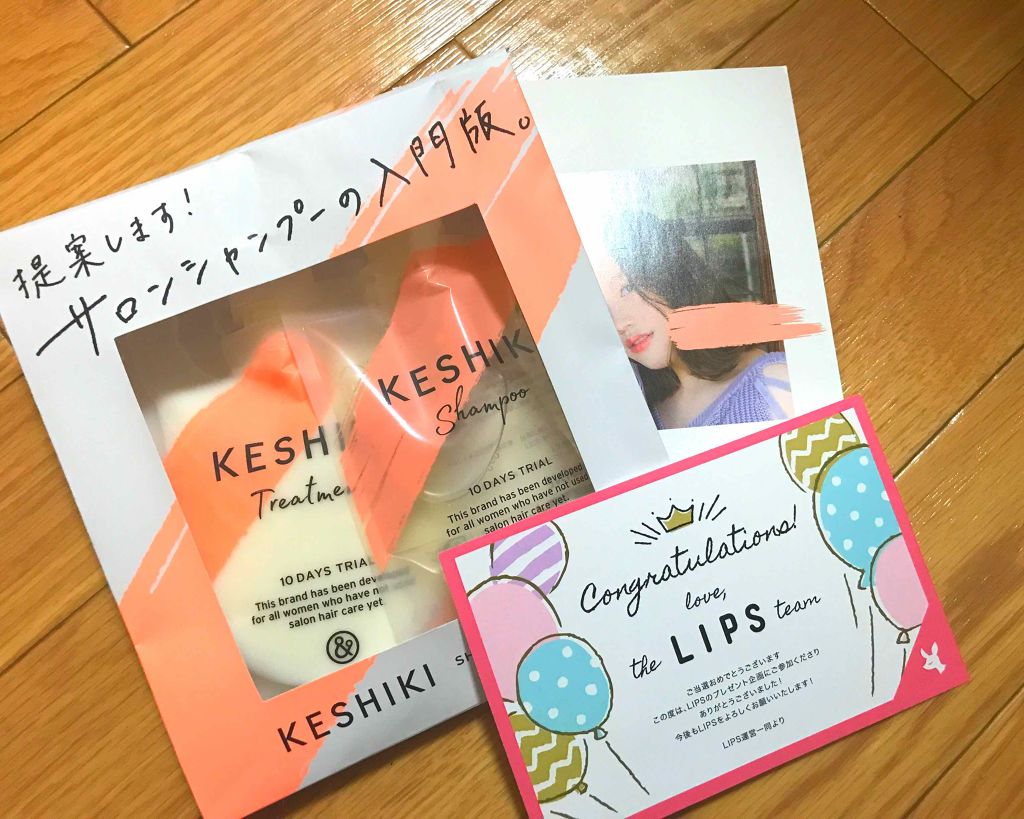 提案します!
サロンシャンプーの入門版。
KESHI
Treatme
10 DAYS TRIAL
This brand has been
for all women who have
salon hair care yet.
&
KESHIK
Shampoo
10 DAYS TRIAL
This brand has been developed
for all women who have not used
salon hair care yet.
KESHIKI
SH
Congratulations!
love,
the LIPS team
ご当選おめでとうございます
この度は、LIPSのプレゼント企画にご参加くださり
ありがとうございました!
今後もLIPSをよろしくお願いいたします!
LIPS運営一同より